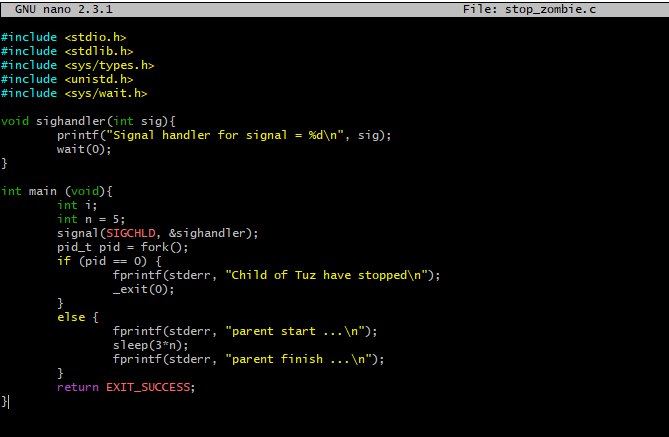 GNU nano 2.3.1 File: stop_zombie.c
#include <stdio.h>
#include <stdlib.h>
#include <sys/types.h>
#include <unistd.h>
#include <sys/wait.h>
void sighandler(int sig){
printf("Signal handler for signal = %d\n", sig);
wait(0);
}
int main (void){
int i;
int n = 5;
signal(SIGCHLD, &sighandler);
pid_t pid = fork();
if (pid == 0) {
fprintf(stderr, "Child of Tuz have stopped\n");
_exit(0);
}
else {
fprintf(stderr, "parent start ...\n");
sleep(3*n);
fprintf(stderr, "parent finish ...\n");
}
return EXIT_SUCCESS;
}